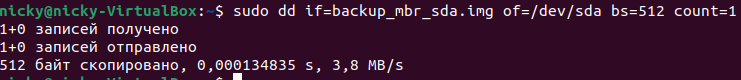 nicky@nicky-VirtualBox:~$ sudo dd if=backup_mbr_sda.img of=/dev/sda bs=512 count=1
1+0 записей получено
1+0 записей отправлено
512 байт скопировано, 0,000134835 s, 3,8 MB/s